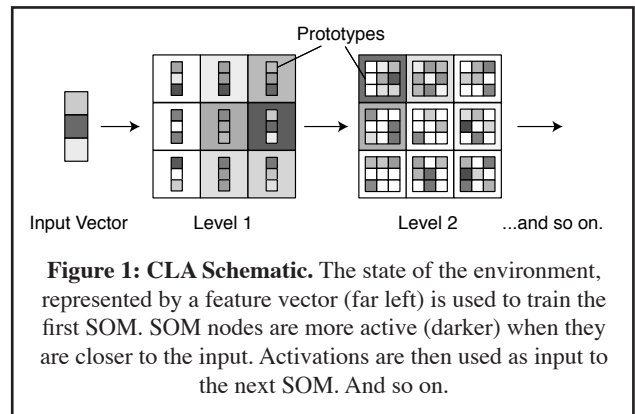 Prototypes
Input Vector
Level 1
Level 2
...and so on.
Figure 1: CLA Schematic. The state of the environment,
represented by a feature vector (far left) is used to train the
first SOM. SOM nodes are more active (darker) when they
are closer to the input. Activations are then used as input to
the next SOM. And so on.